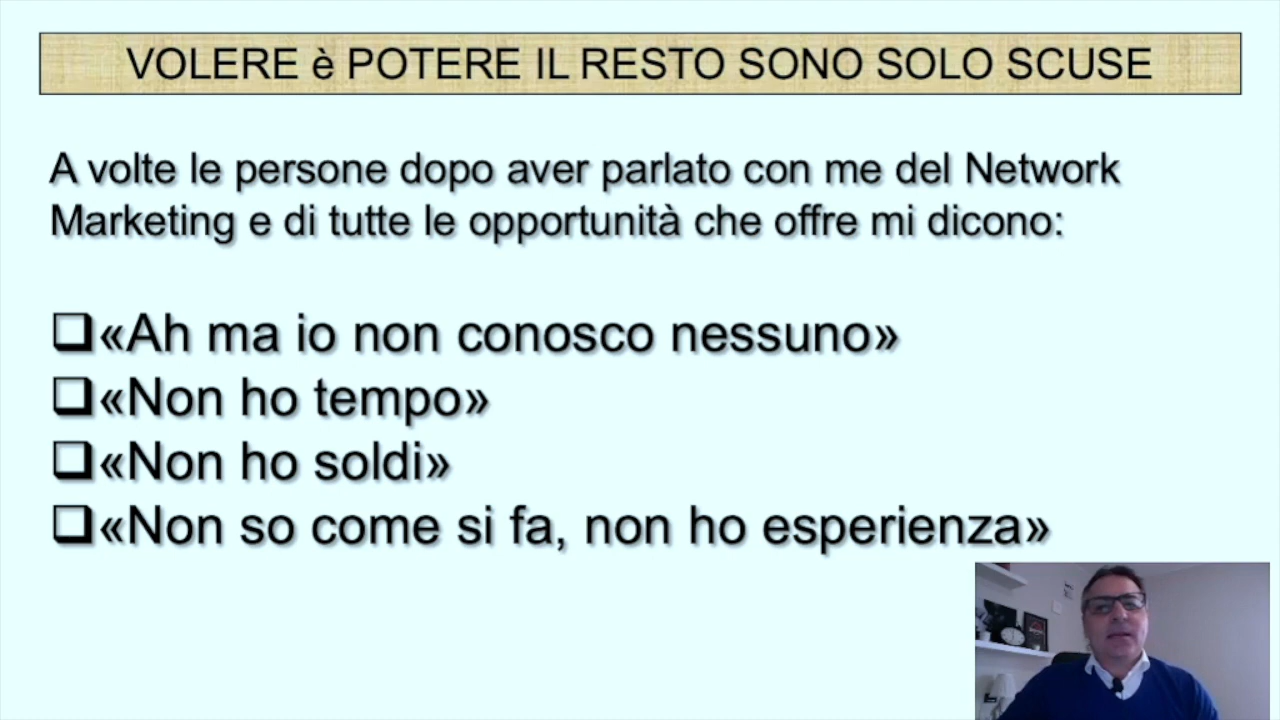 VOLERE è POTERE IL RESTO SONO SOLO SCUSE
A volte le persone dopo aver parlato con me del Network
Marketing e di tutte le opportunità che offre mi dicono:
❑«Ah ma io non conosco nessuno»
❑«Non ho tempo»
❑«Non ho soldi»
❑«Non so come si fa, non ho esperienza»